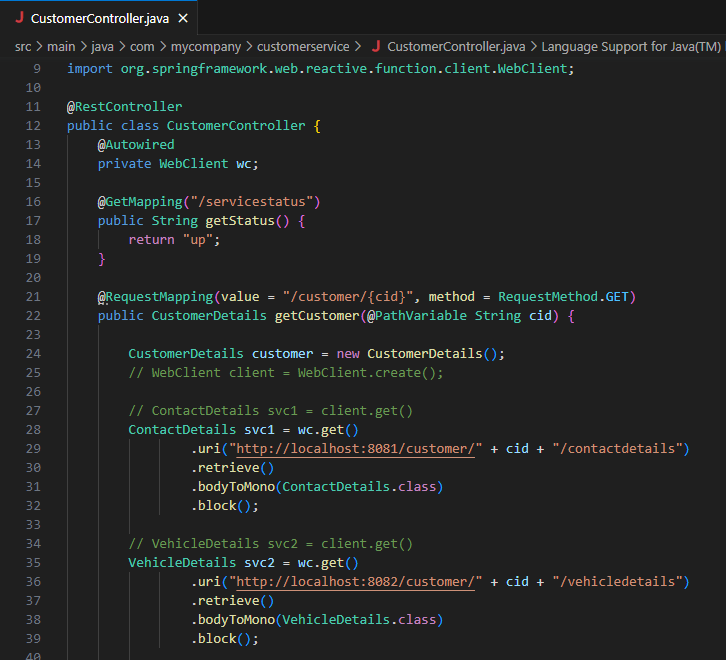 J CustomerController.java ×
src > main > java > com > mycompany > customerservice > J CustomerController.java > Language Support for Java(TM)
9 import org.springframework.web.reactive.function.client.WebClient;
10
11 @RestController
12 public class CustomerController {
13 @Autowired
14 private WebClient wc;
15
16 @GetMapping("/servicestatus")
17 public String getStatus() {
18 return "up";
19 }
20
21 @RequestMapping(value = "/customer/{cid}", method = RequestMethod.GET)
22 public CustomerDetails getCustomer(@PathVariable String cid) {
23
24 CustomerDetails customer = new CustomerDetails();
25 // WebClient client = WebClient.create();
26
27 // ContactDetails svc1 = client.get()
28 ContactDetails svc1 = wc.get()
29 .uri("http://localhost:8081/customer/" + cid + "/contactdetails")
30 .retrieve()
31 .bodyToMono(ContactDetails.class)
32 .block();
33
34 // VehicleDetails svc2 = client.get()
35 VehicleDetails svc2 = wc.get()
36 .uri("http://localhost:8082/customer/" + cid + "/vehicledetails")
37 .retrieve()
38 .bodyToMono(VehicleDetails.class)
39 .block();
40